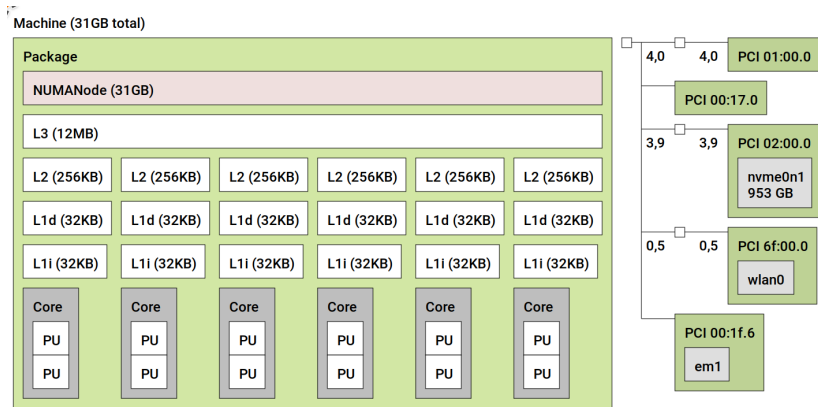 Machine (31GB total)
Package
NUMANode (31GB)
L3 (12MB)
L2 (256KB) L2 (256KB) L2 (256KB) L2 (256KB) L2 (256KB) L2 (256KB)
L1d (32KB) L1d (32KB) L1d (32KB) L1d (32KB) L1d (32KB) L1d (32KB)
L1i (32KB) L1i (32KB) L1i (32KB) L1i (32KB) L1i (32KB) L1i (32KB)
Core Core Core Core Core Core
PU PU PU PU PU PU
PU PU PU PU PU PU
4,0 4,0 PCI 01:00.0
PCI 00:17.0
3,9 3,9 PCI 02:00.0
nvme0n1
953 GB
0,5 0,5 PCI 6f:00.0
wlan0
PCI 00:1f.6
em1